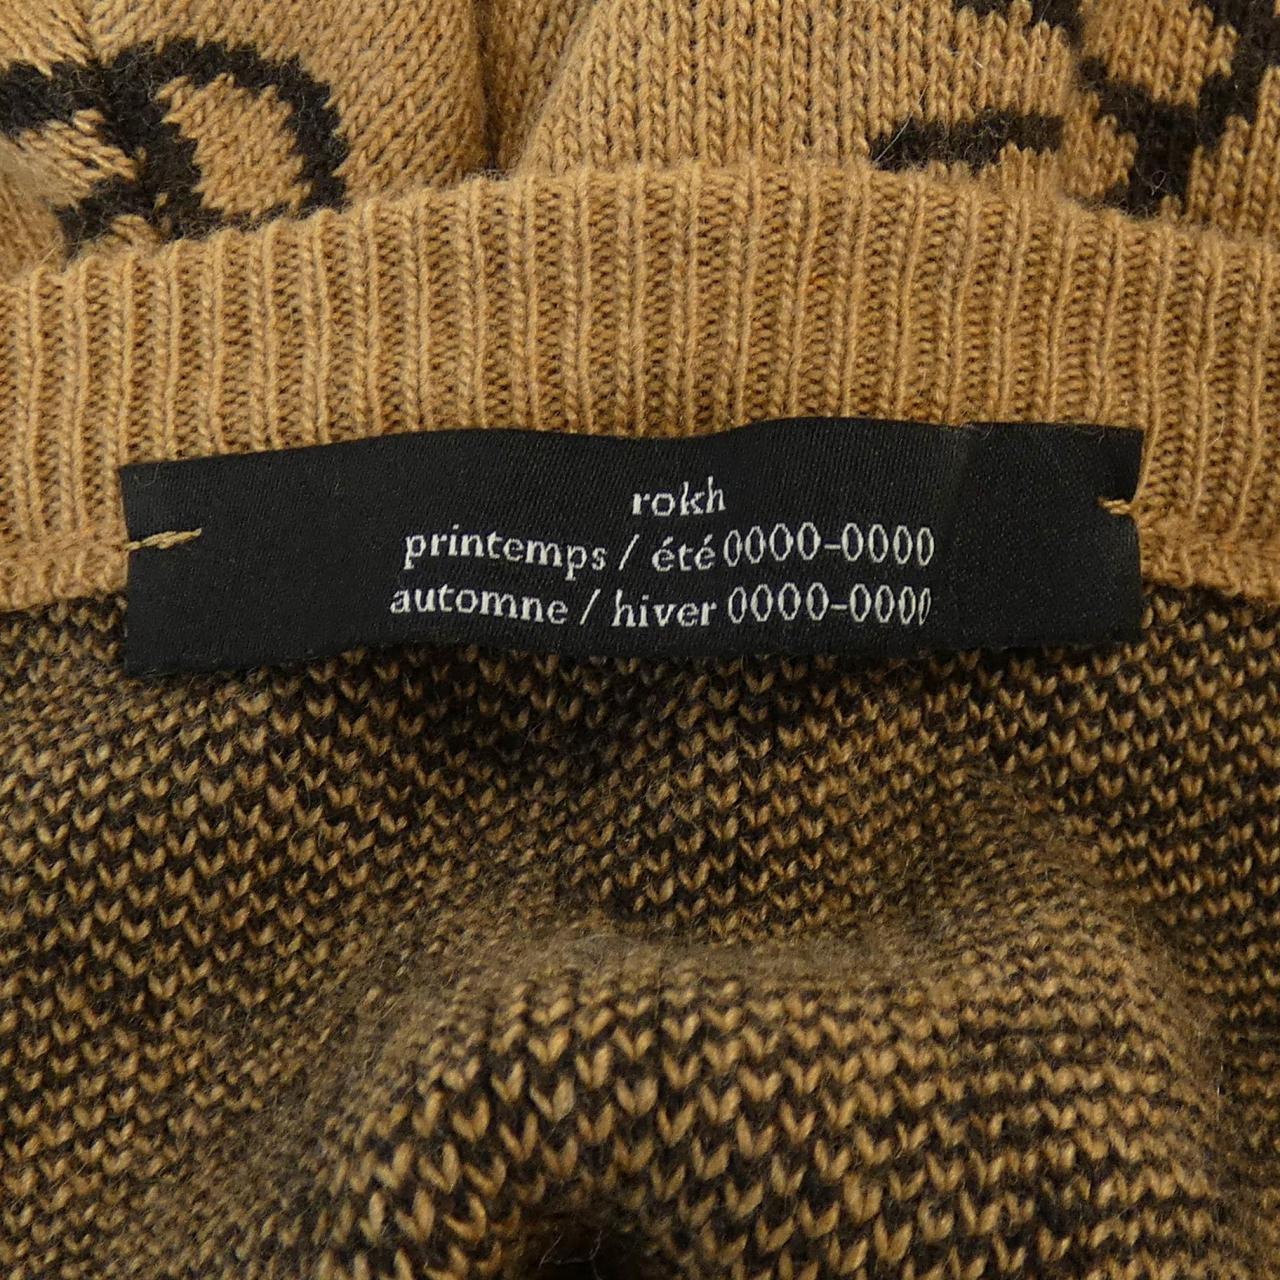 rokh
printemps / été 0000-0000
automne / hiver 0000-0000